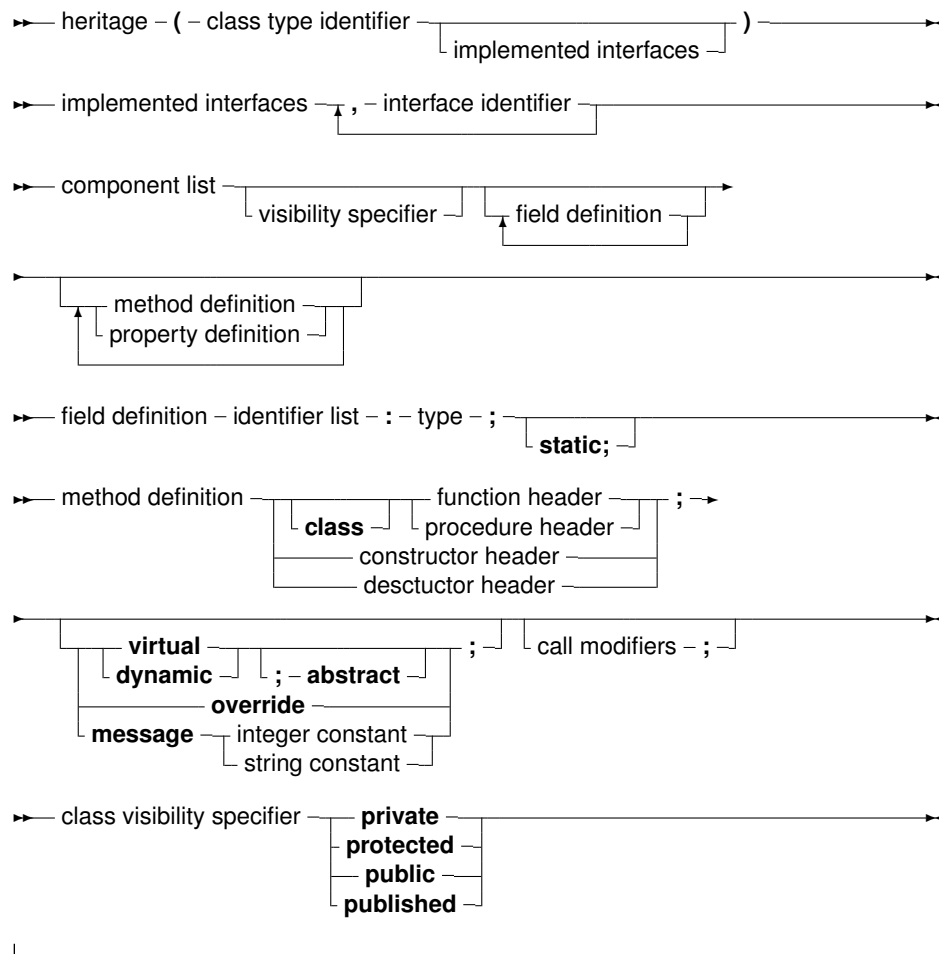 heritage ( class type identifier )
implemented interfaces
implemented interfaces , interface identifier
component list
visibility specifier field definition
method definition
property definition
field definition identifier list : type ;
static;
method definition function header ;
class procedure header
constructor header
desctuctor header
virtual ; call modifiers ;
dynamic ; abstract
override
message integer constant
string constant
class visibility specifier private
protected
public
published